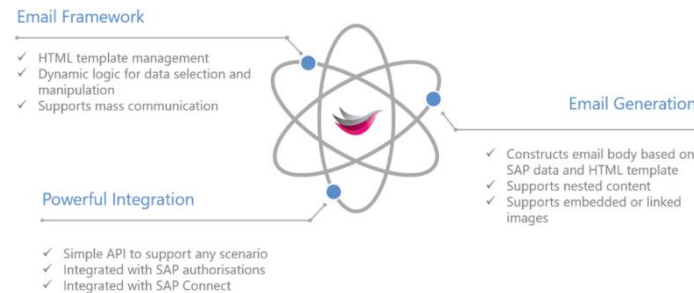 Email Framework
✓ HTML template management
✓ Dynamic logic for data selection and
manipulation
✓ Supports mass communication
Email Generation
✓ Constructs email body based on
SAP data and HTML template
✓ Supports nested content
✓ Supports embedded or linked
images
Powerful Integration
✓ Simple API to support any scenario
✓ Integrated with SAP authorisations
✓ Integrated with SAP Connect